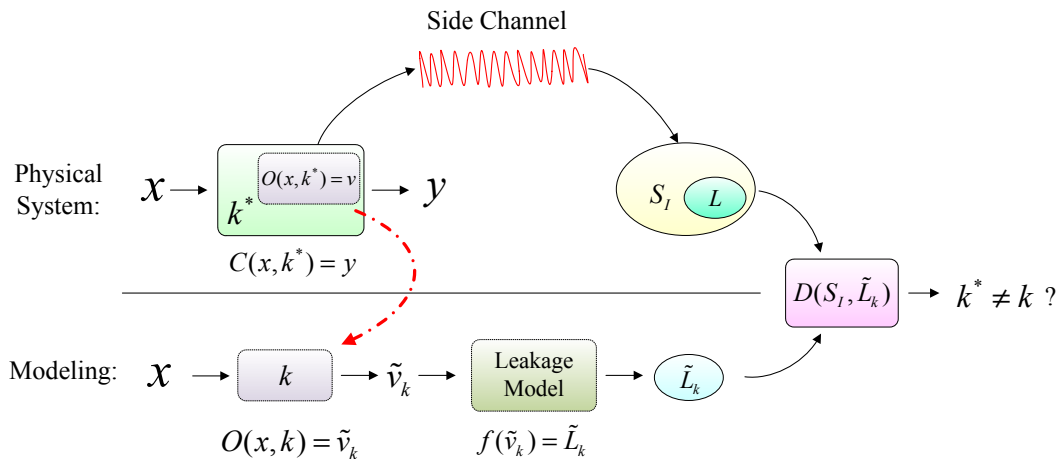 Side Channel
Physical
System:
x
O(x, k*) = v
k*
y
S_I
L
C(x, k*) = y
D(S_I, L̃_k)
k* ≠ k ?
Modeling:
x
k
ṽ_k
Leakage
Model
L̃_k
O(x, k) = ṽ_k
f(ṽ_k) = L̃_k